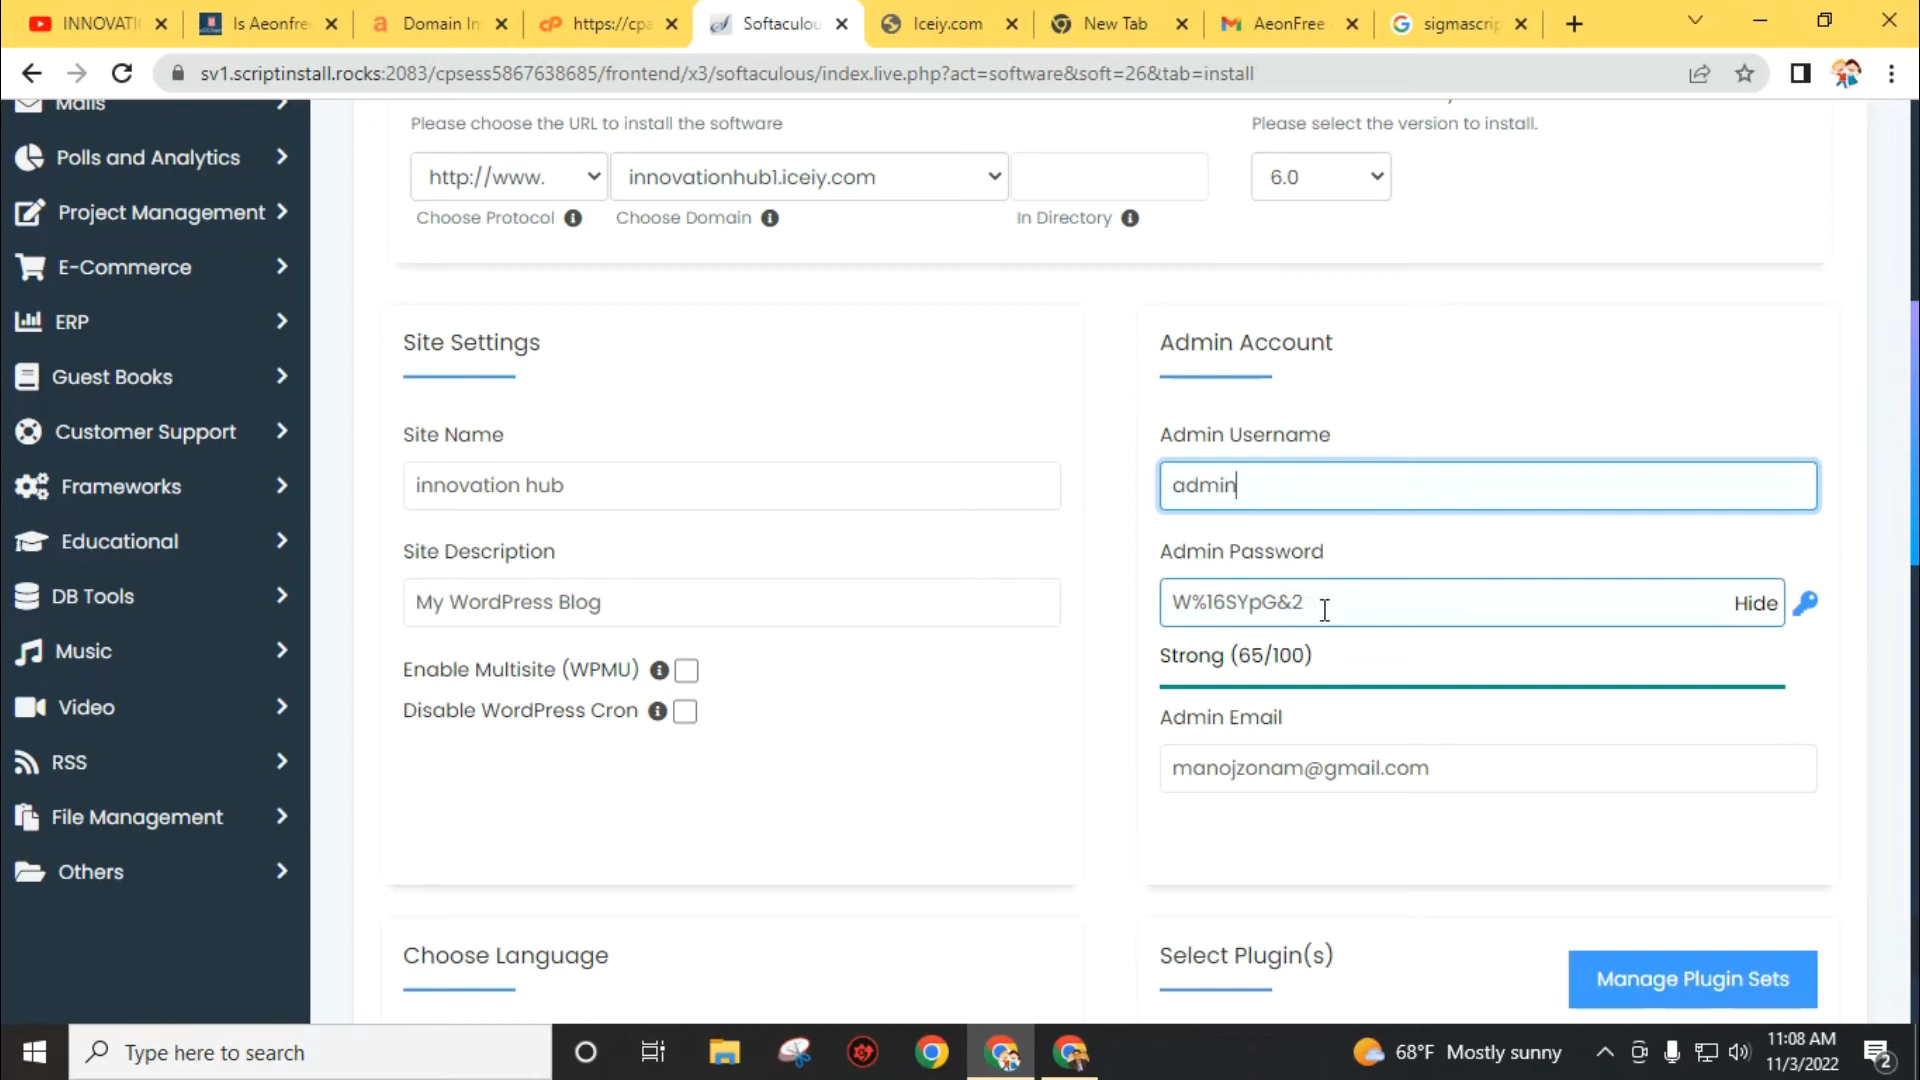 INNOVATI
Is Aeonfre
Domain In
https://cpa
Softaculou
Iceiy.com
New Tab
AeonFree
sigmascrip
sv1.scriptinstall.rocks:2083/cpsess5867638685/frontend/x3/softaculous/index.live.php?act=software&soft=26&tab=install
Mails
Polls and Analytics
Project Management
E-Commerce
ERP
Guest Books
Customer Support
Frameworks
Educational
DB Tools
Music
Video
RSS
File Management
Others
Please choose the URL to install the software
http://www.
innovationhub1.iceiy.com
Choose Protocol
Choose Domain
In Directory
Please select the version to install.
6.0
Site Settings
Site Name
innovation hub
Site Description
My WordPress Blog
Enable Multisite (WPMU)
Disable WordPress Cron
Admin Account
Admin Username
admin
Admin Password
W%16SYpG&2
Hide
Strong (65/100)
Admin Email
manojzonam@gmail.com
Choose Language
Select Plugin(s)
Manage Plugin Sets
Type here to search
68°F Mostly sunny
11:08 AM
11/3/2022
2